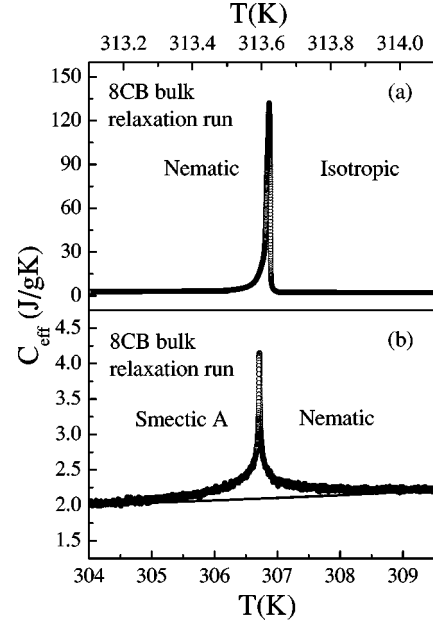 T(K)
313.2 313.4 313.6 313.8 314.0
150
8CB bulk (a)
relaxation run
120
Nematic Isotropic
90
60
30
0
C_eff (J/gK)
4.5
8CB bulk (b)
relaxation run
4.0
3.5
Smectic A Nematic
3.0
2.5
2.0
1.5
304 305 306 307 308 309
T(K)